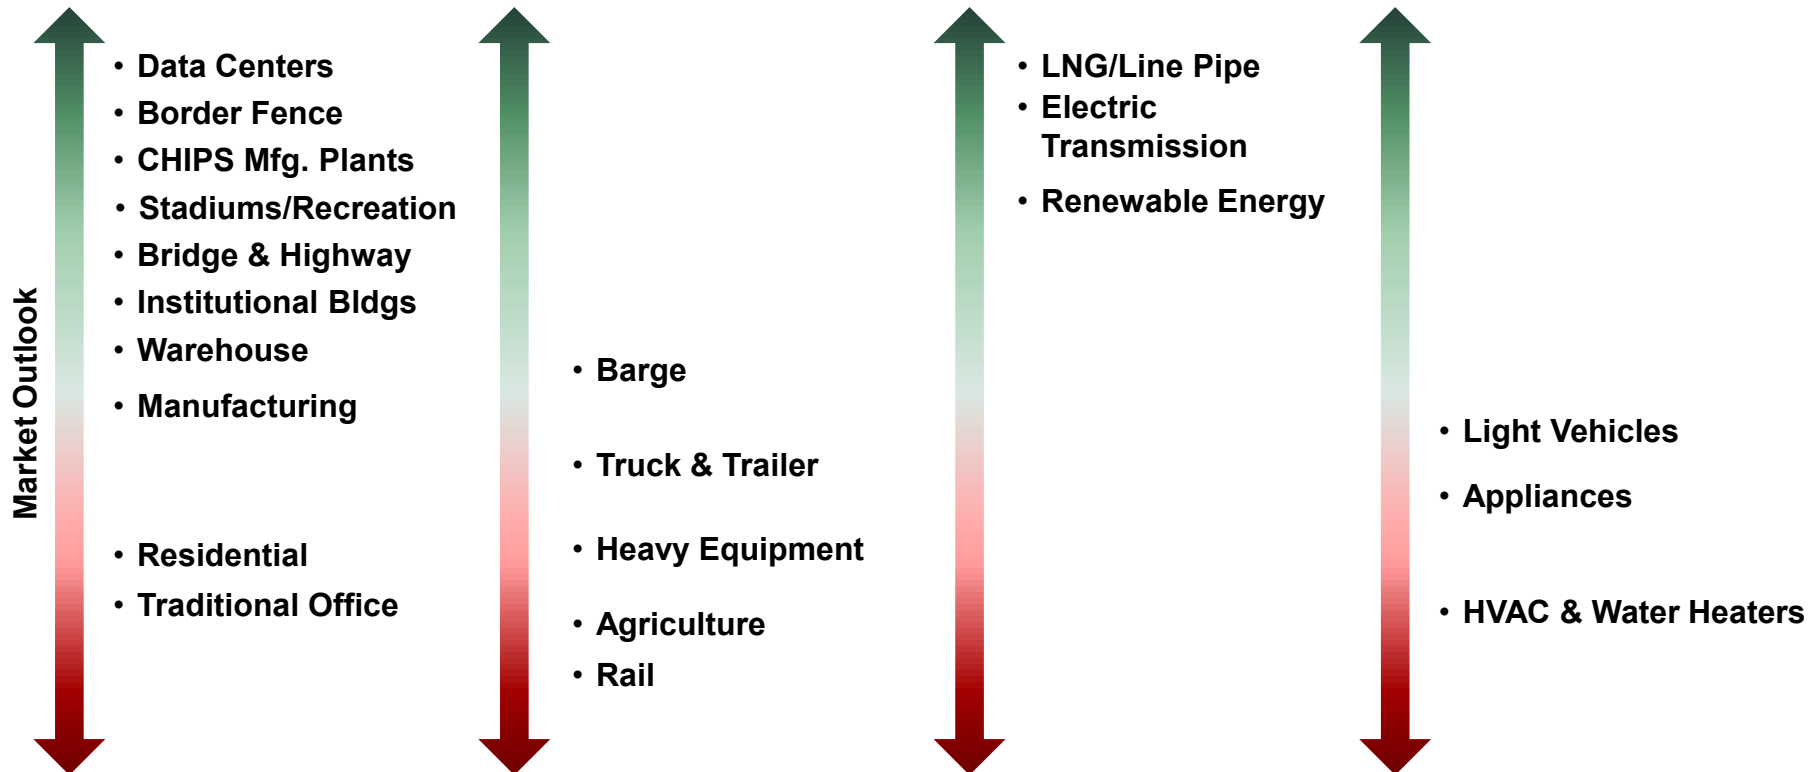 Market Outlook
• Data Centers
• Border Fence
• CHIPS Mfg. Plants
• Stadiums/Recreation
• Bridge & Highway
• Institutional Bldgs
• Warehouse
• Manufacturing
• Residential
• Traditional Office
• Barge
• Truck & Trailer
• Heavy Equipment
• Agriculture
• Rail
• LNG/Line Pipe
• Electric
Transmission
• Renewable Energy
• Light Vehicles
• Appliances
• HVAC & Water Heaters